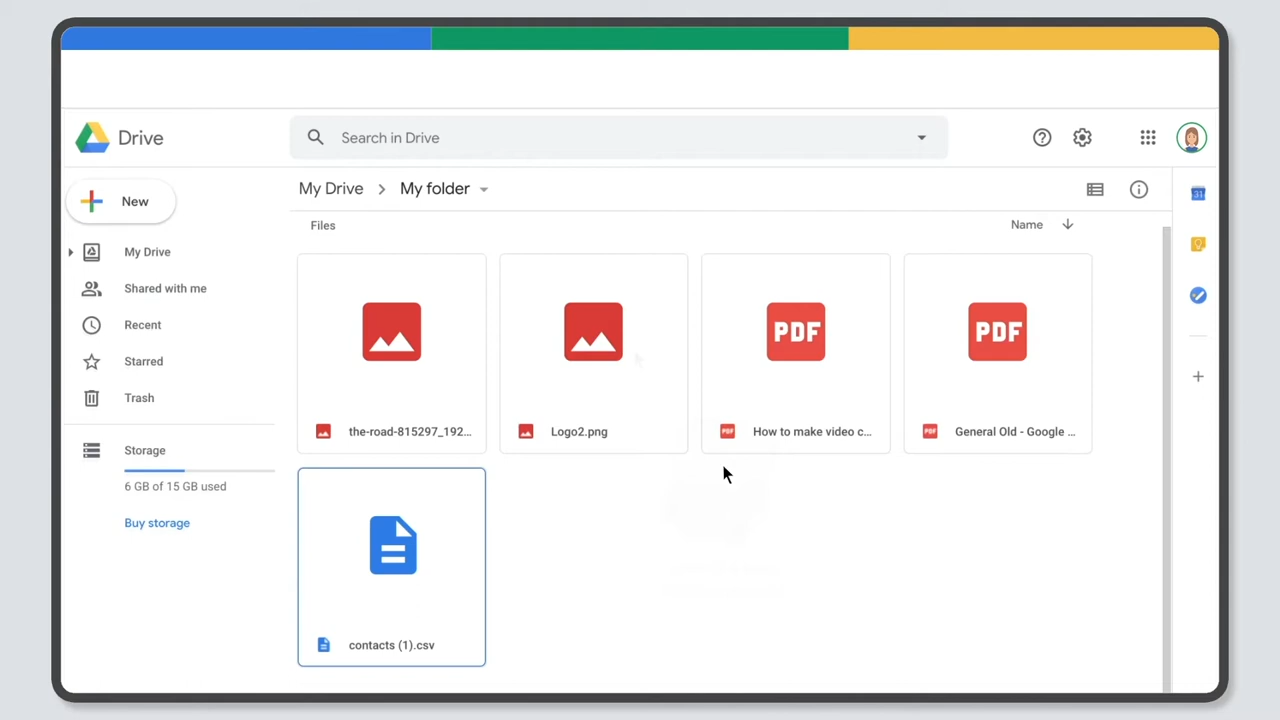 Drive
Search in Drive
New
My Drive
Shared with me
Recent
Starred
Trash
Storage
6 GB of 15 GB used
Buy storage
My Drive > My folder
Files
Name
the-road-815297_192...
Logo2.png
PDF
How to make video c...
PDF
General Old - Google ...
contacts (1).csv
31